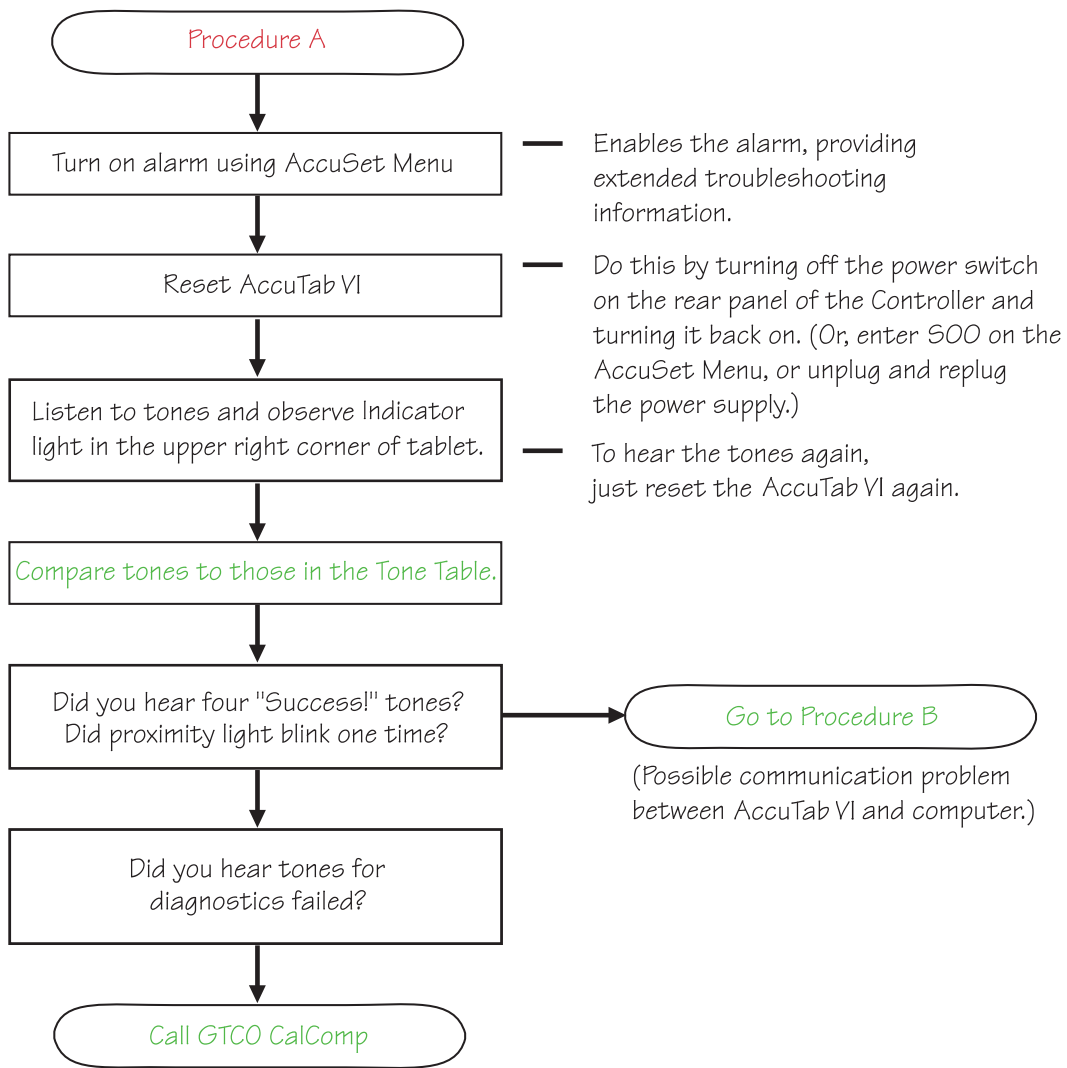 Procedure A
Turn on alarm using AccuSet Menu
Enables the alarm, providing
extended troubleshooting
information.
Reset AccuTab VI
Do this by turning off the power switch
on the rear panel of the Controller and
turning it back on. (Or, enter S00 on the
AccuSet Menu, or unplug and replug
the power supply.)
Listen to tones and observe Indicator
light in the upper right corner of tablet.
To hear the tones again,
just reset the AccuTab VI again.
Compare tones to those in the Tone Table.
Did you hear four "Success!" tones?
Did proximity light blink one time?
Go to Procedure B
(Possible communication problem
between AccuTab VI and computer.)
Did you hear tones for
diagnostics failed?
Call GTCO CalComp